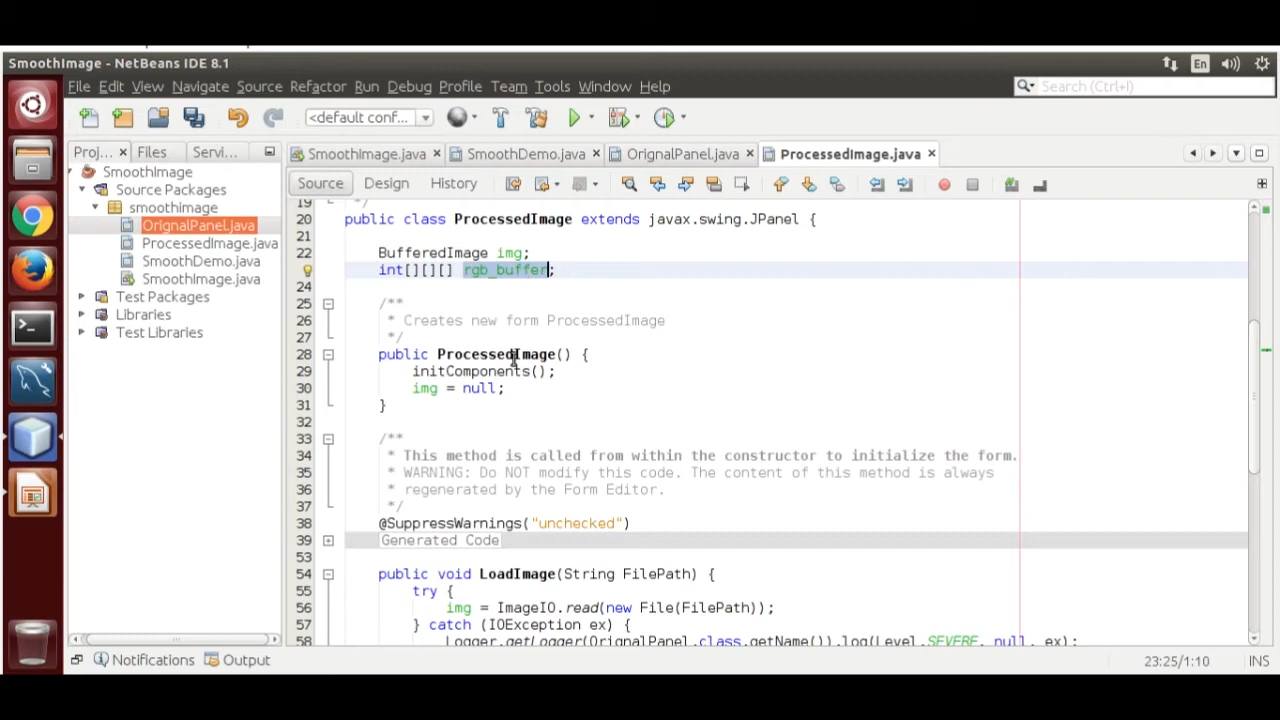 SmoothImage - NetBeans IDE 8.1
En
File Edit View Navigate Source Refactor Run Debug Profile Team Tools Window Help
Search (Ctrl+I)
<default conf...
Proj... × Files Servi...
SmoothImage.java × SmoothDemo.java × OrignalPanel.java × ProcessedImage.java ×
SmoothImage
Source Packages
smoothimage
OrignalPanel.java
ProcessedImage.java
SmoothDemo.java
SmoothImage.java
Test Packages
Libraries
Test Libraries
Source Design History
19 */
20 public class ProcessedImage extends javax.swing.JPanel {
21
22 BufferedImage img;
int[][][] rgb_buffer;
24
25 /**
26 * Creates new form ProcessedImage
27 */
28 public ProcessedImage() {
29 initComponents();
30 img = null;
31 }
32
33 /**
34 * This method is called from within the constructor to initialize the form.
35 * WARNING: Do NOT modify this code. The content of this method is always
36 * regenerated by the Form Editor.
37 */
38 @SuppressWarnings("unchecked")
39 Generated Code
53
54 public void LoadImage(String FilePath) {
55 try {
56 img = ImageIO.read(new File(FilePath));
57 } catch (IOException ex) {
58 Logger.getLogger(OrignalPanel.class.getName()).log(Level.SEVERE, null, ex);
Notifications Output
23:25/1:10 INS